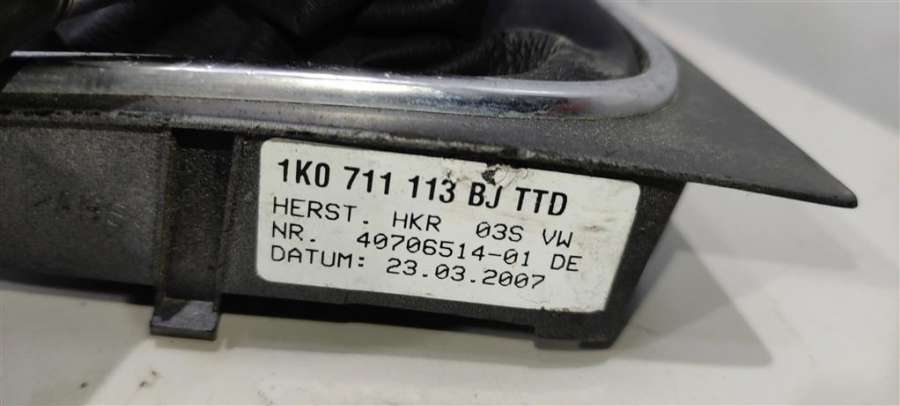 1K0 711 113 BJ TTD
HERST. HKR 03S VW
NR. 40706514-01 DE
DATUM: 23.03.2007